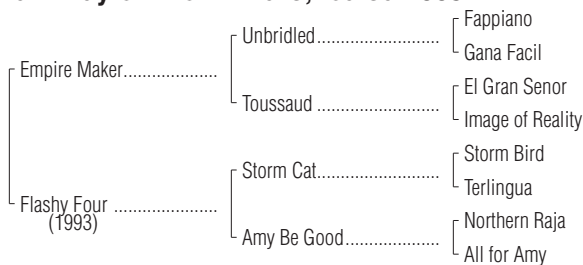 Fappiano
Unbridled
Gana Facil
Empire Maker
El Gran Senor
Toussaud
Image of Reality
Storm Bird
Storm Cat
Terlingua
Flashy Four
(1993)
Northern Raja
Amy Be Good
All for Amy